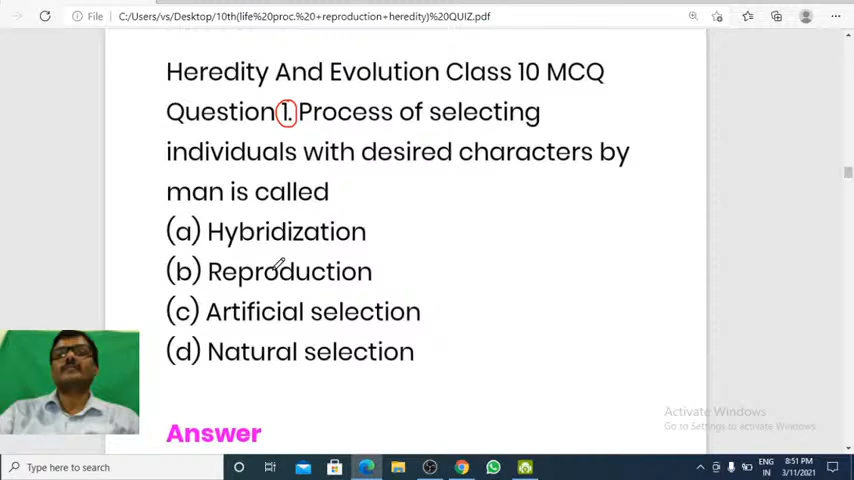 File
C:/Users/vs/Desktop/10th(life%20proc.%20+reproduction+heredity)%20QUIZ.pdf
Heredity And Evolution Class 10 MCQ
Question 1. Process of selecting
individuals with desired characters by
man is called
(a) Hybridization
(b) Reproduction
(c) Artificial selection
(d) Natural selection
Answer
Activate Windows
Go to Settings to activate Windows.
Type here to search
ENG
IN
8:51 PM
3/11/2021